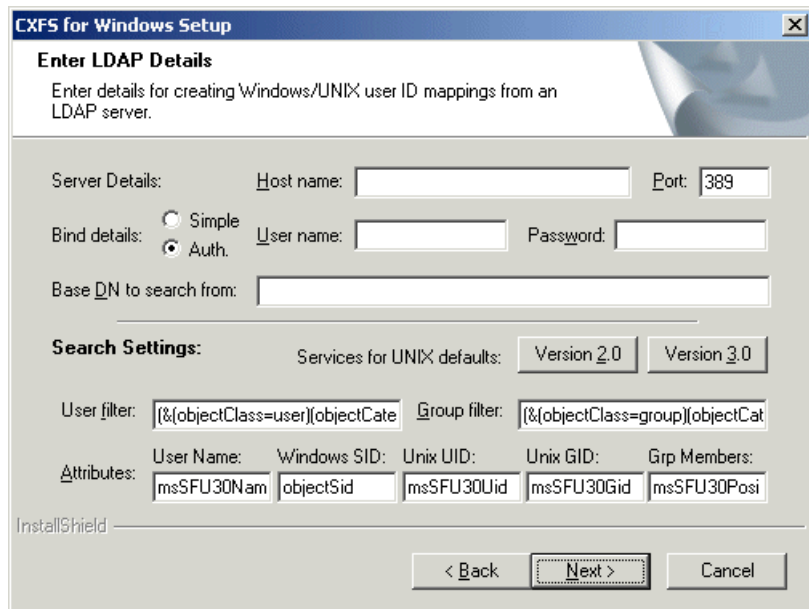 CXFS for Windows Setup
Enter LDAP Details
Enter details for creating Windows/UNIX user ID mappings from an
LDAP server.
Server Details: Host name: Port: 389
Simple
Bind details: User name: Password:
Auth.
Base DN to search from:
Search Settings: Services for UNIX defaults: Version 2.0 Version 3.0
User filter: (&(objectClass=user)(objectCate Group filter: (&(objectClass=group)(objectCat
User Name: Windows SID: Unix UID: Unix GID: Grp Members:
Attributes: msSFU30Nam objectSid msSFU30Uid msSFU30Gid msSFU30Posi
InstallShield
< Back Next > Cancel